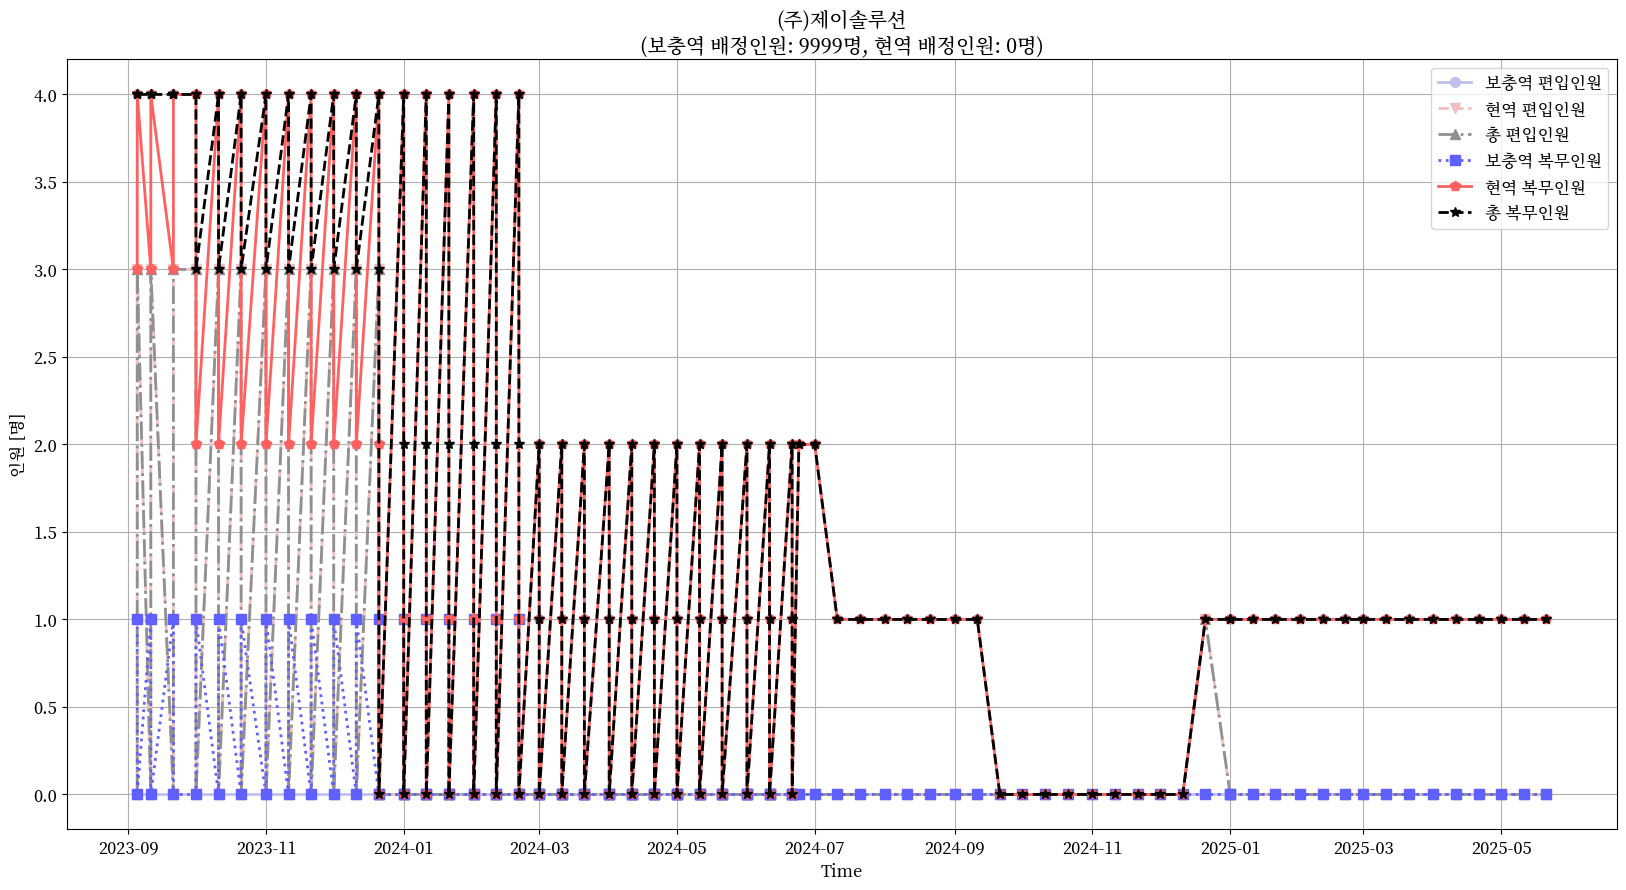 (주)제이솔루션
(보충역 배정인원: 9999명, 현역 배정인원: 0명)
보충역 편입인원
현역 편입인원
총 편입인원
보충역 복무인원
현역 복무인원
총 복무인원
인원 [명]
4.0
3.5
3.0
2.5
2.0
1.5
1.0
0.5
0.0
2023-09 2023-11 2024-01 2024-03 2024-05 2024-07 2024-09 2024-11 2025-01 2025-03 2025-05
Time